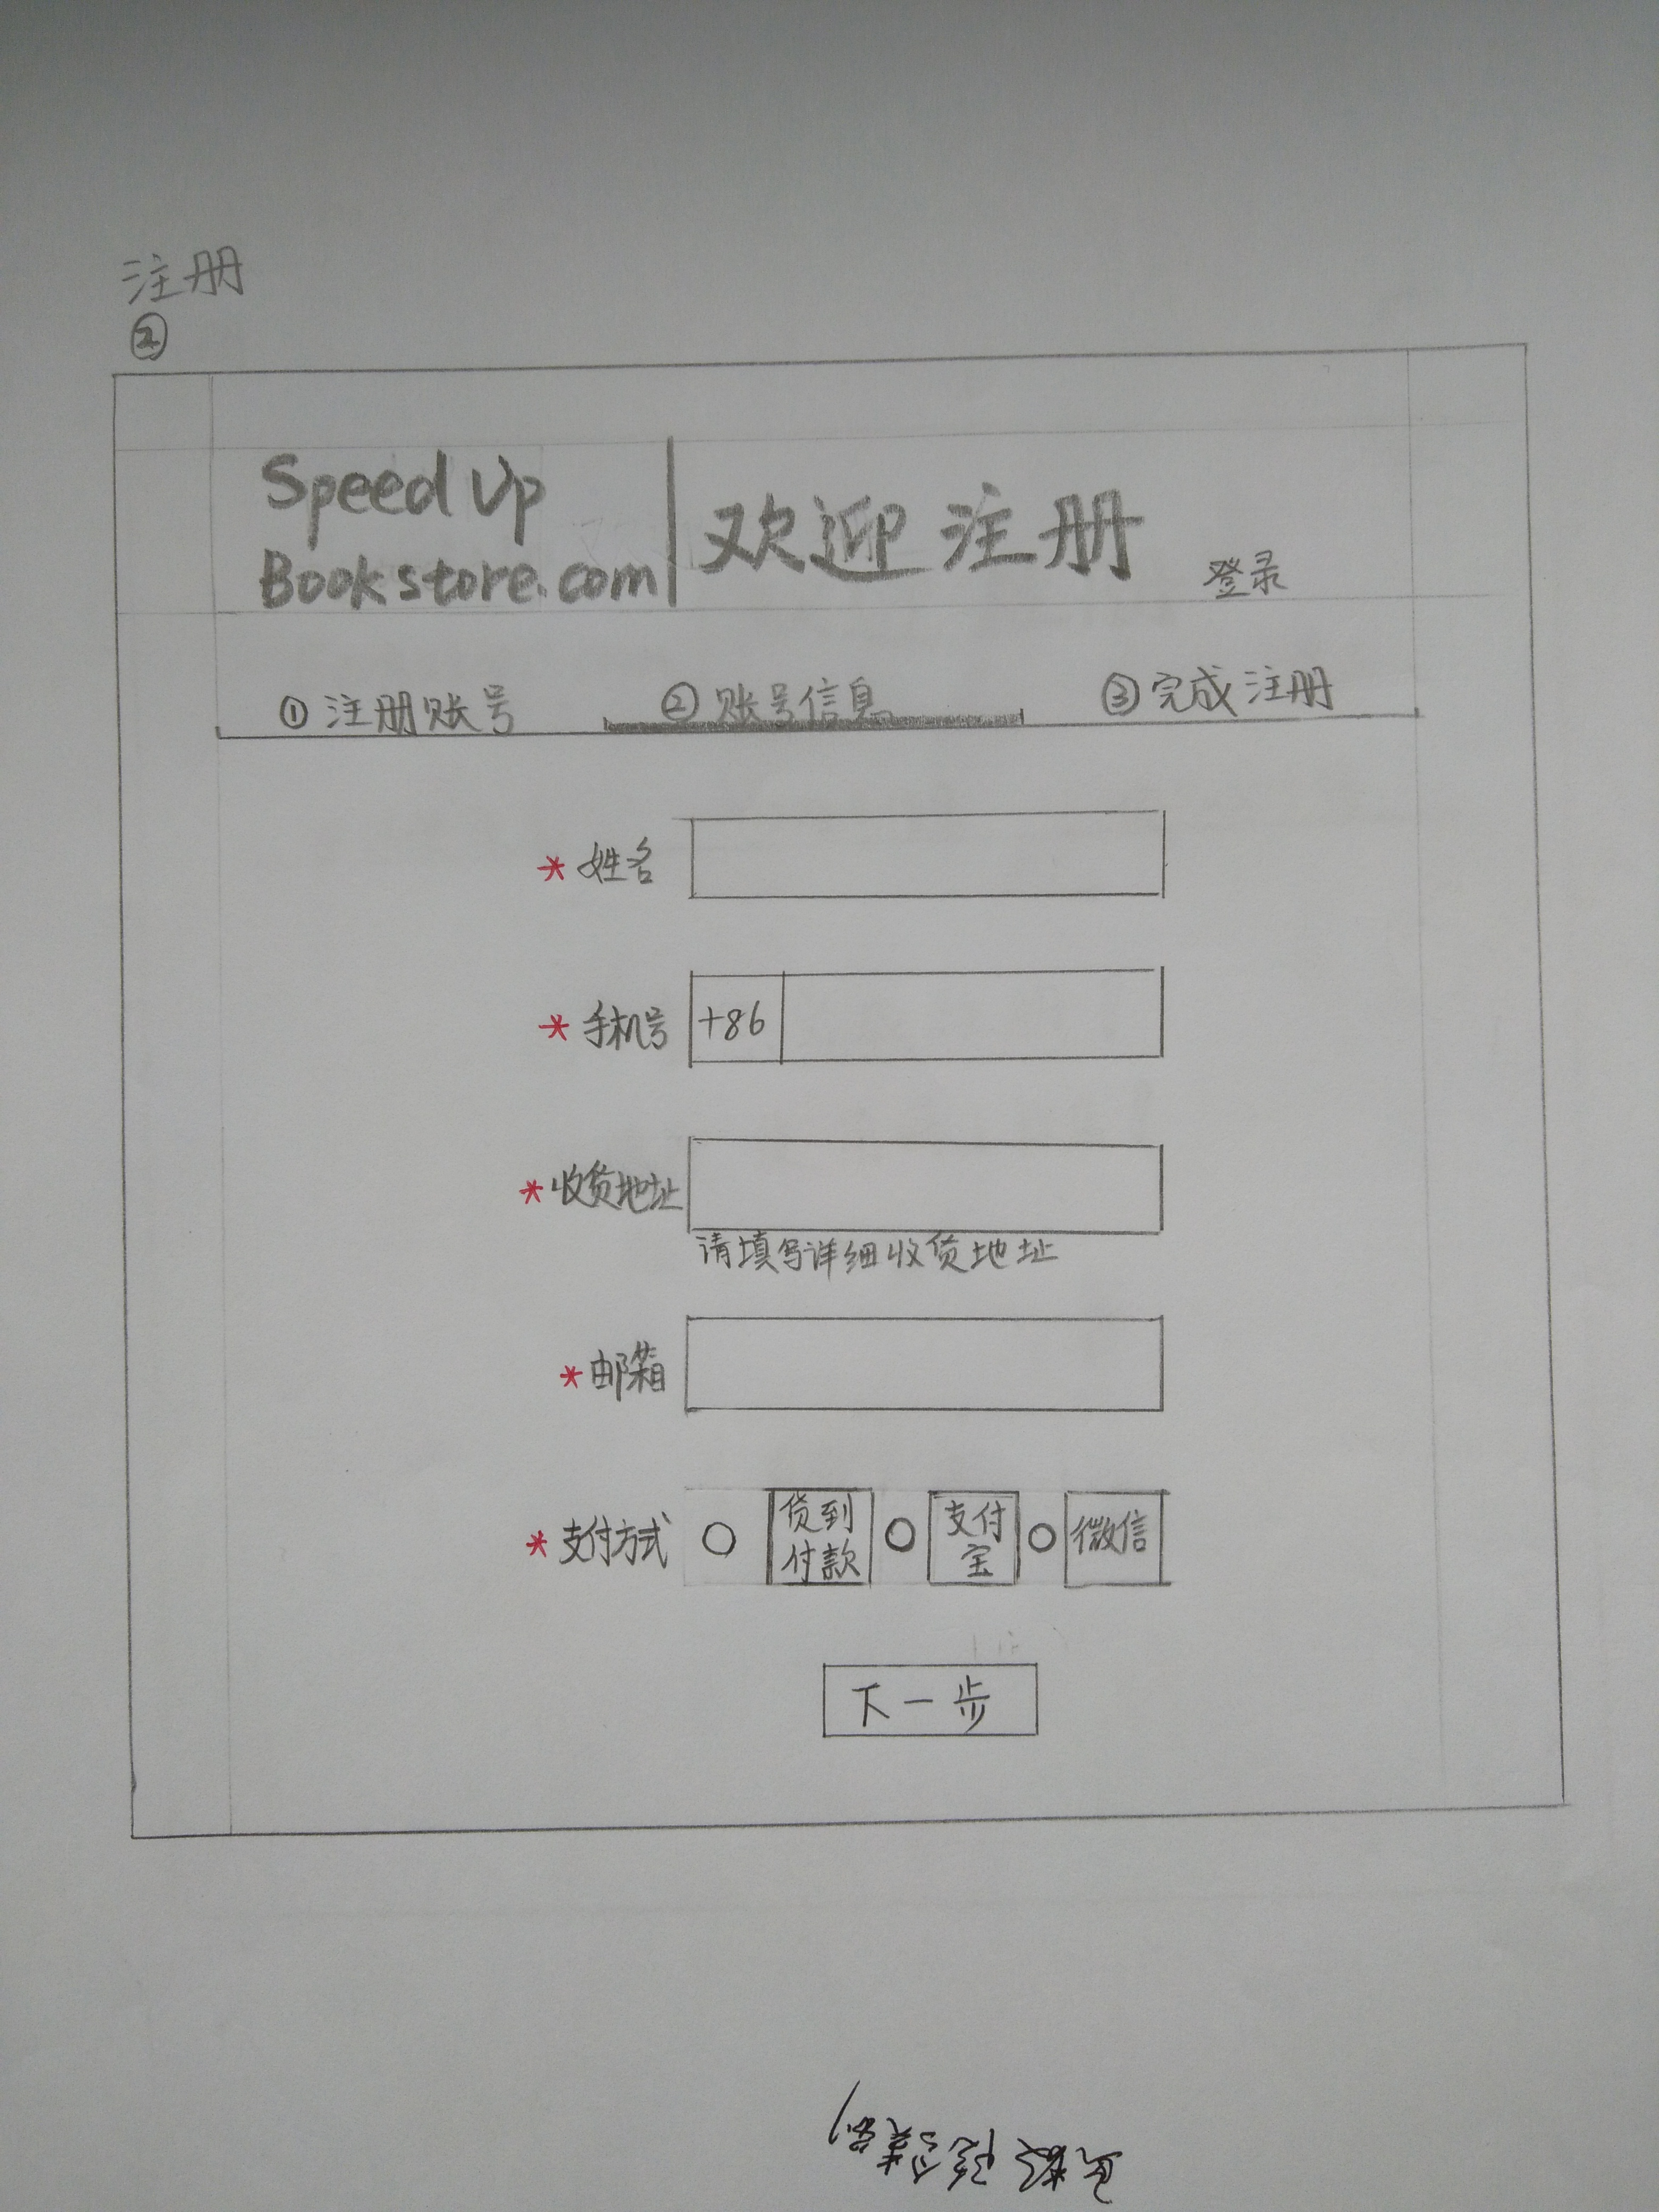 注册
②
Speed Up
Bookstore.com
欢迎注册
登录
① 注册账号 ② 账号信息 ③ 完成注册
* 姓名
* 手机号 +86
* 收货地址
请填写详细收货地址
* 邮箱
* 支付方式 ○ 货到付款 ○ 支付宝 ○ 微信
下一步